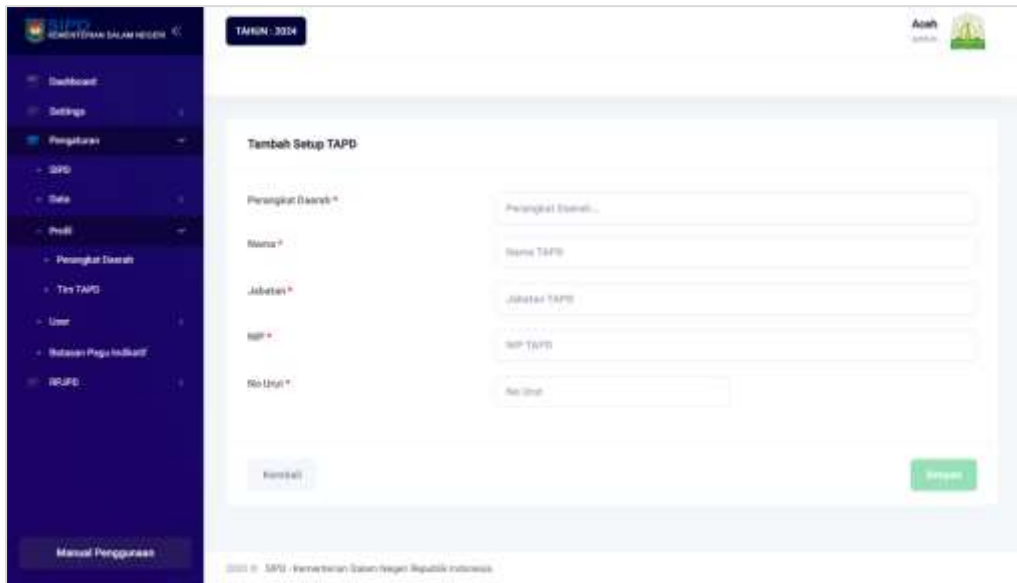 SIPD
KEMENTERIAN DALAM NEGERI
TAHUN : 2024
Aceh
Dashboard
Settings
Pengaturan
SIPD
Data
Profil
Perangkat Daerah
Tim TAPD
User
Batasan Pagu Indikatif
RPJPD
Manual Penggunaan
Tambah Setup TAPD
Perangkat Daerah *
Perangkat Daerah...
Nama *
Nama TAPD
Jabatan *
Jabatan TAPD
NIP *
NIP TAPD
No Urut *
No Urut
Kembali
Simpan
SIPD - Kementerian Dalam Negeri Republik Indonesia